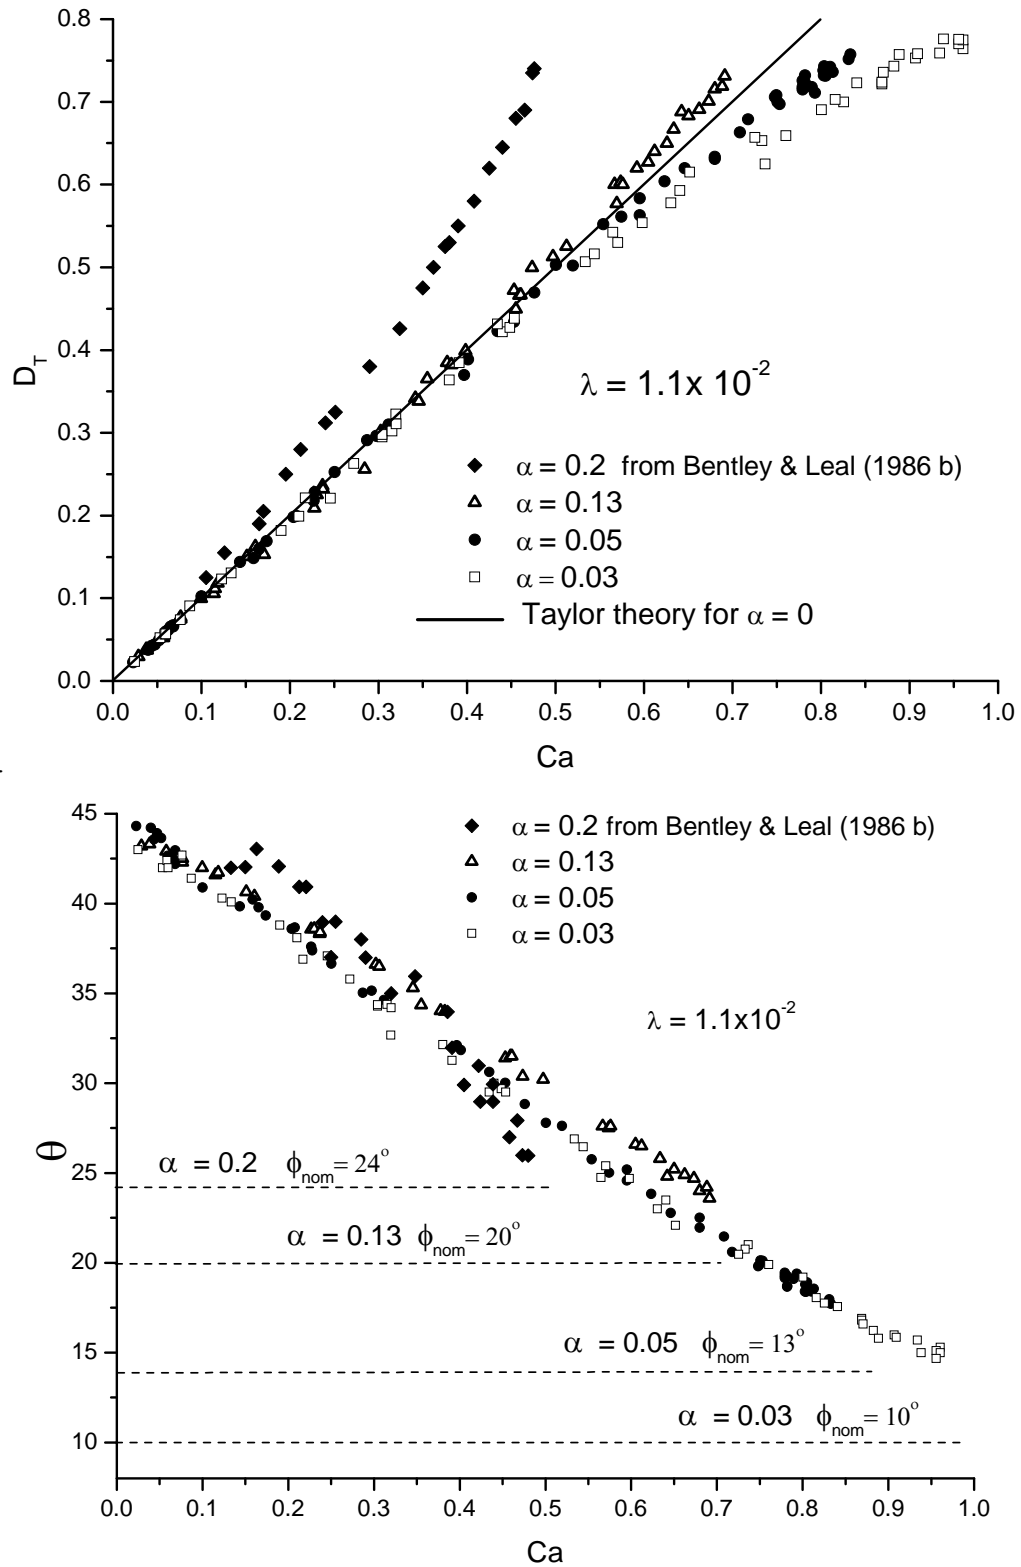 0.8
0.7
0.6
0.5
0.4
0.3
0.2
0.1
0.0
D_T
λ = 1.1x 10⁻²
α = 0.2 from Bentley & Leal (1986 b)
α = 0.13
α = 0.05
α = 0.03
Taylor theory for α = 0
0.0 0.1 0.2 0.3 0.4 0.5 0.6 0.7 0.8 0.9 1.0
Ca
45
40
35
30
25
20
15
10
θ
α = 0.2 from Bentley & Leal (1986 b)
α = 0.13
α = 0.05
α = 0.03
λ = 1.1x10⁻²
α = 0.2 ϕ_nom = 24°
α = 0.13 ϕ_nom = 20°
α = 0.05 ϕ_nom = 13°
α = 0.03 ϕ_nom = 10°
0.0 0.1 0.2 0.3 0.4 0.5 0.6 0.7 0.8 0.9 1.0
Ca